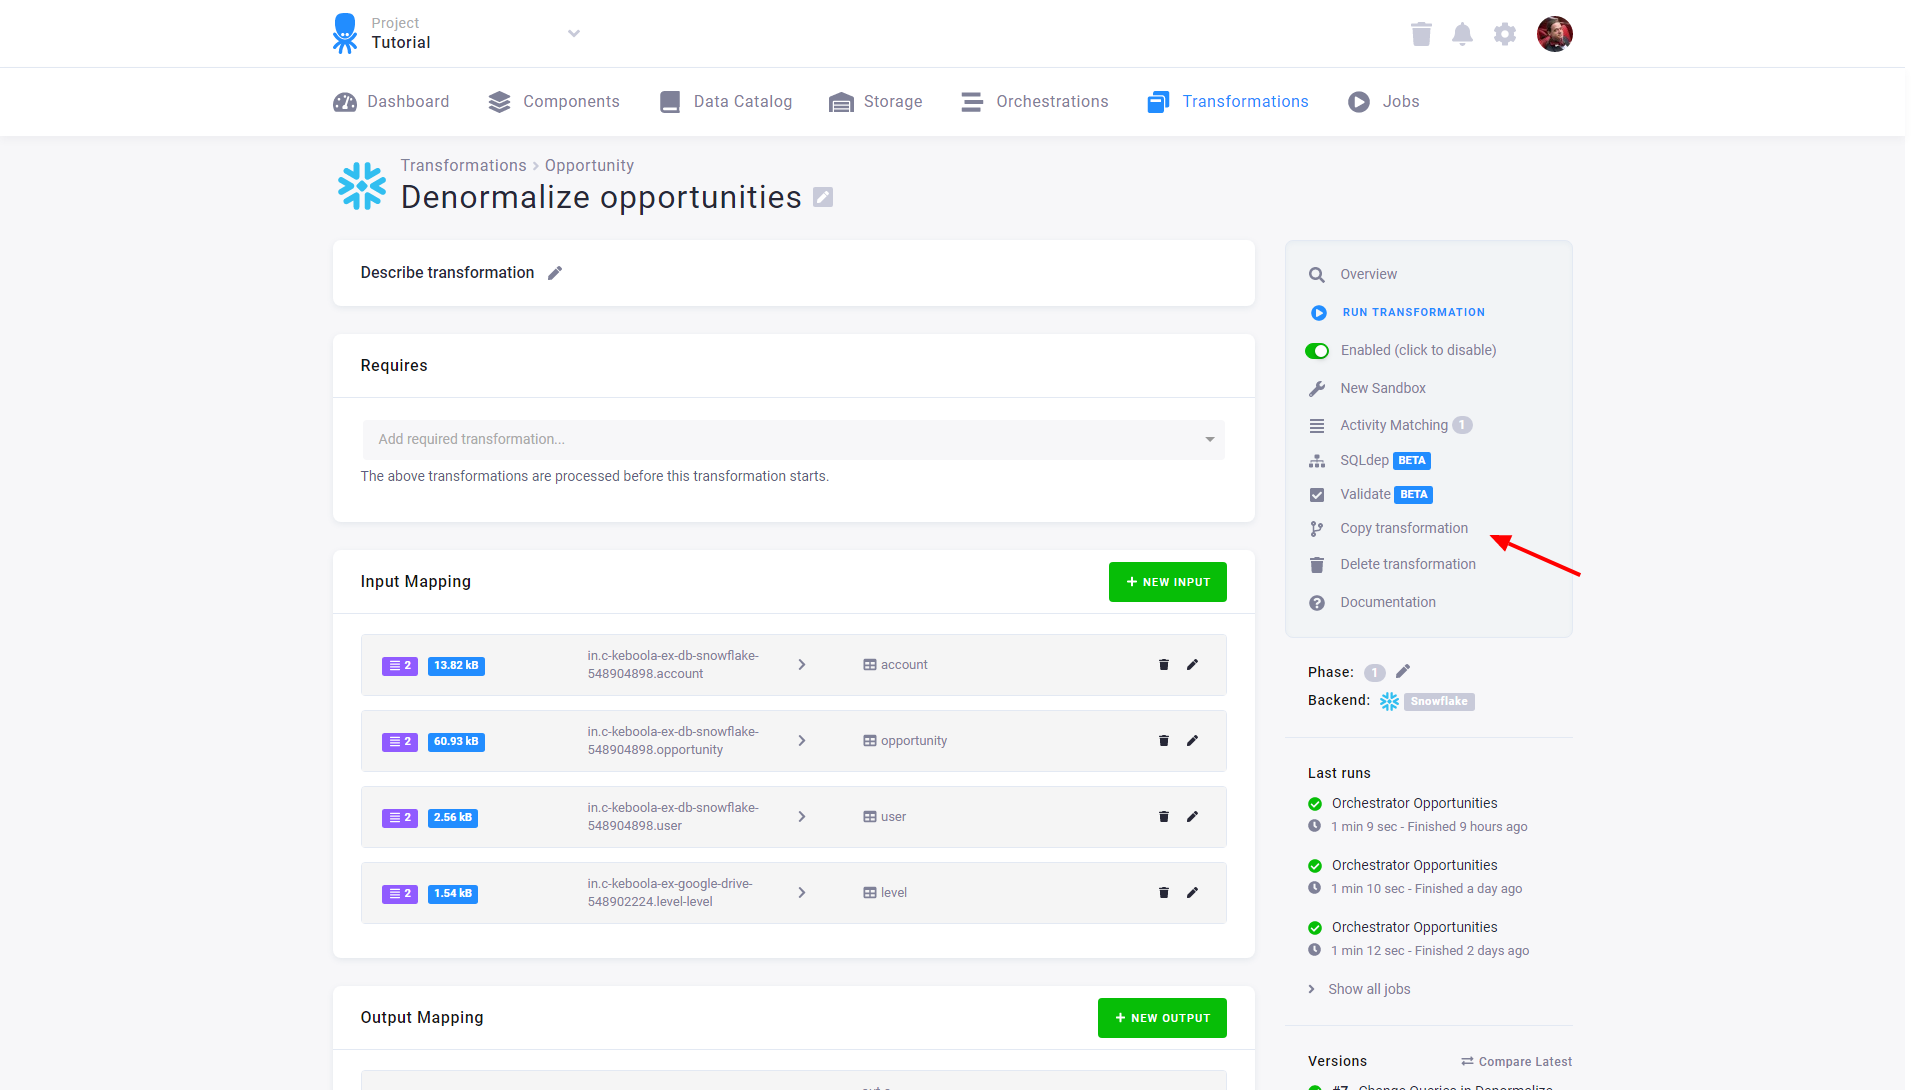 Project
Tutorial
Dashboard
Components
Data Catalog
Storage
Orchestrations
Transformations
Jobs
Transformations
Opportunity
Denormalize opportunities
Describe transformation
Requires
Add required transformation...
The above transformations are processed before this transformation starts.
Input Mapping
NEW INPUT
2
13.82 kB
in.c-keboola-ex-db-snowflake-
548904898.account
account
2
60.93 kB
in.c-keboola-ex-db-snowflake-
548904898.opportunity
opportunity
2
2.56 kB
in.c-keboola-ex-db-snowflake-
548904898.user
user
2
1.54 kB
in.c-keboola-ex-google-drive-
548902224.level-level
level
Output Mapping
NEW OUTPUT
Overview
RUN TRANSFORMATION
Enabled (click to disable)
New Sandbox
Activity Matching 1
SQLdep BETA
Validate BETA
Copy transformation
Delete transformation
Documentation
Phase: 1
Backend: Snowflake
Last runs
Orchestrator Opportunities
1 min 9 sec - Finished 9 hours ago
Orchestrator Opportunities
1 min 10 sec - Finished a day ago
Orchestrator Opportunities
1 min 12 sec - Finished 2 days ago
Show all jobs
Versions
Compare Latest
#7 Change Queries in Denormalize